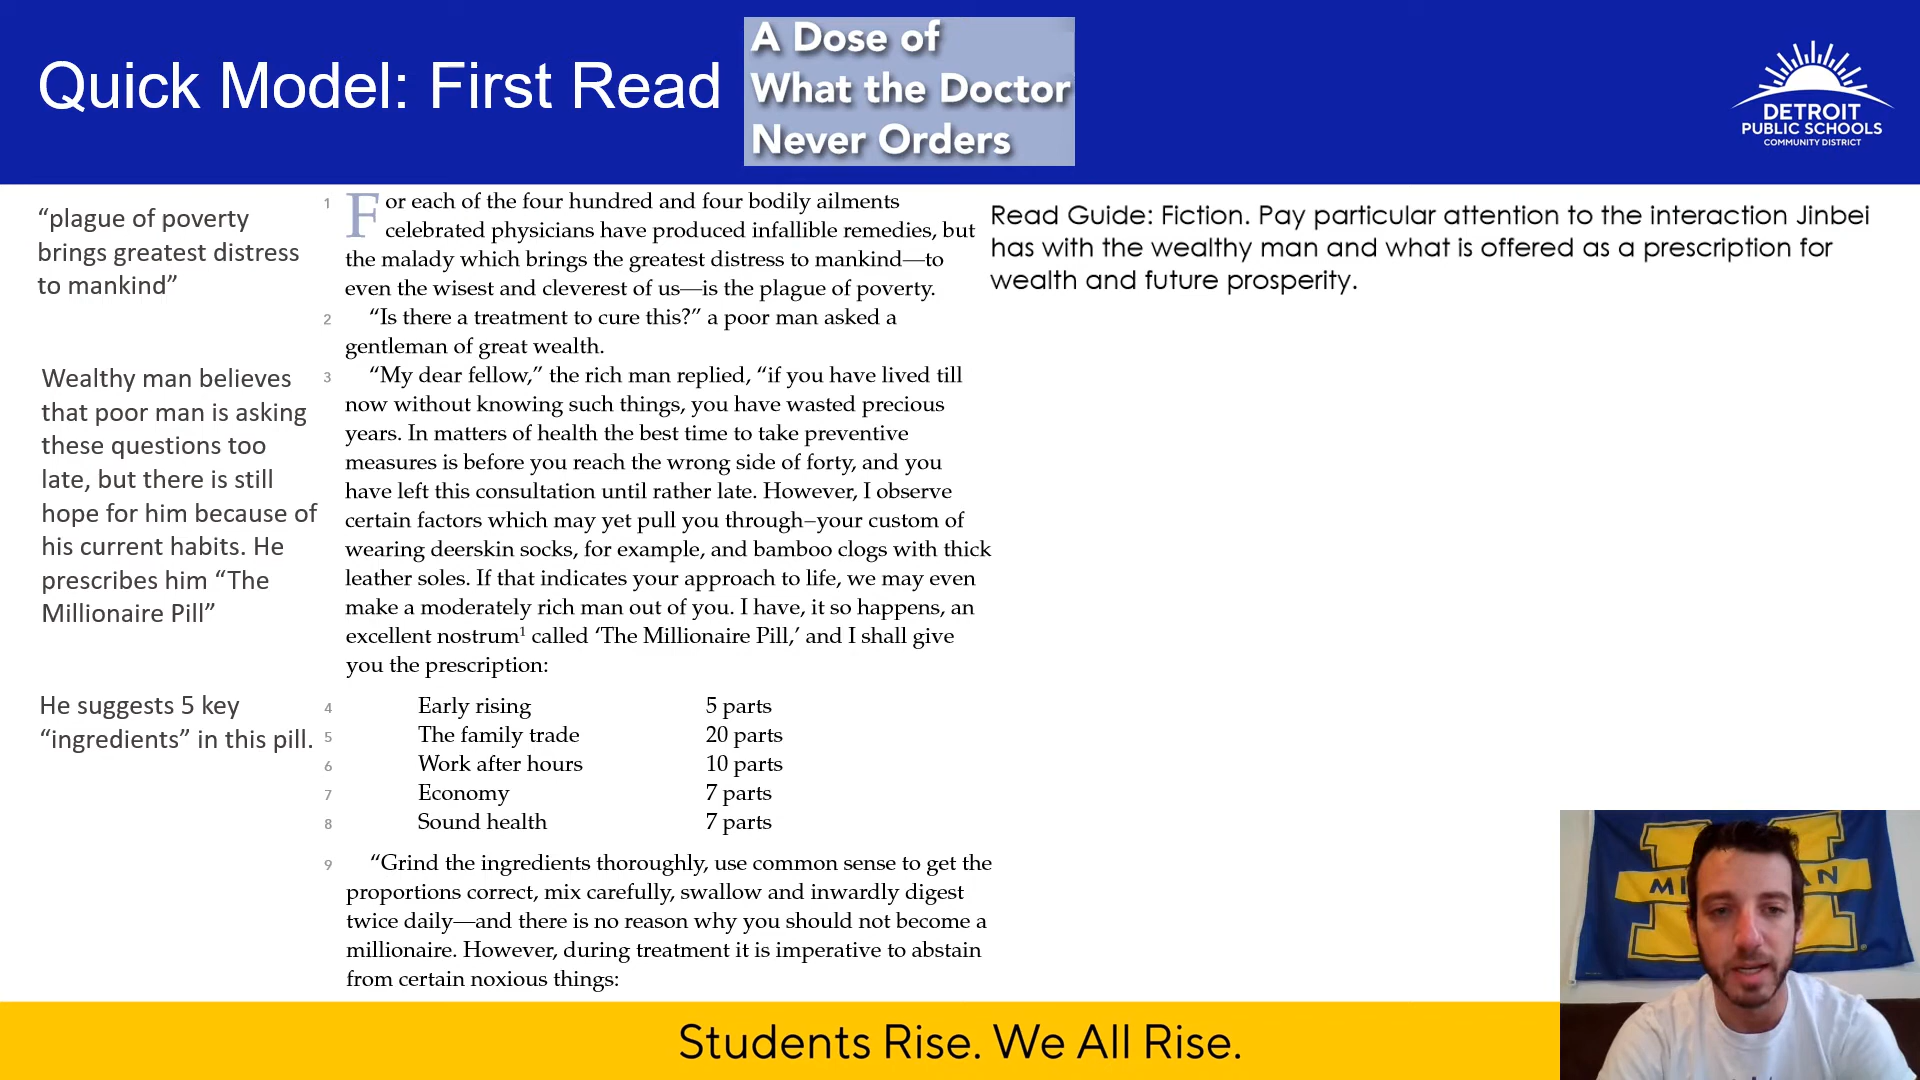 Quick Model: First Read
A Dose of
What the Doctor
Never Orders
DETROIT
PUBLIC SCHOOLS
COMMUNITY DISTRICT
“plague of poverty
brings greatest distress
to mankind”
Wealthy man believes
that poor man is asking
these questions too
late, but there is still
hope for him because of
his current habits. He
prescribes him “The
Millionaire Pill”
He suggests 5 key
“ingredients” in this pill.
1 For each of the four hundred and four bodily ailments
celebrated physicians have produced infallible remedies, but
the malady which brings the greatest distress to mankind—to
even the wisest and cleverest of us—is the plague of poverty.
2 “Is there a treatment to cure this?” a poor man asked a
gentleman of great wealth.
3 “My dear fellow,” the rich man replied, “if you have lived till
now without knowing such things, you have wasted precious
years. In matters of health the best time to take preventive
measures is before you reach the wrong side of forty, and you
have left this consultation until rather late. However, I observe
certain factors which may yet pull you through–your custom of
wearing deerskin socks, for example, and bamboo clogs with thick
leather soles. If that indicates your approach to life, we may even
make a moderately rich man out of you. I have, it so happens, an
excellent nostrum¹ called ‘The Millionaire Pill,’ and I shall give
you the prescription:
4 Early rising 5 parts
5 The family trade 20 parts
6 Work after hours 10 parts
7 Economy 7 parts
8 Sound health 7 parts
9 “Grind the ingredients thoroughly, use common sense to get the
proportions correct, mix carefully, swallow and inwardly digest
twice daily—and there is no reason why you should not become a
millionaire. However, during treatment it is imperative to abstain
from certain noxious things:
Read Guide: Fiction. Pay particular attention to the interaction Jinbei
has with the wealthy man and what is offered as a prescription for
wealth and future prosperity.
Students Rise. We All Rise.